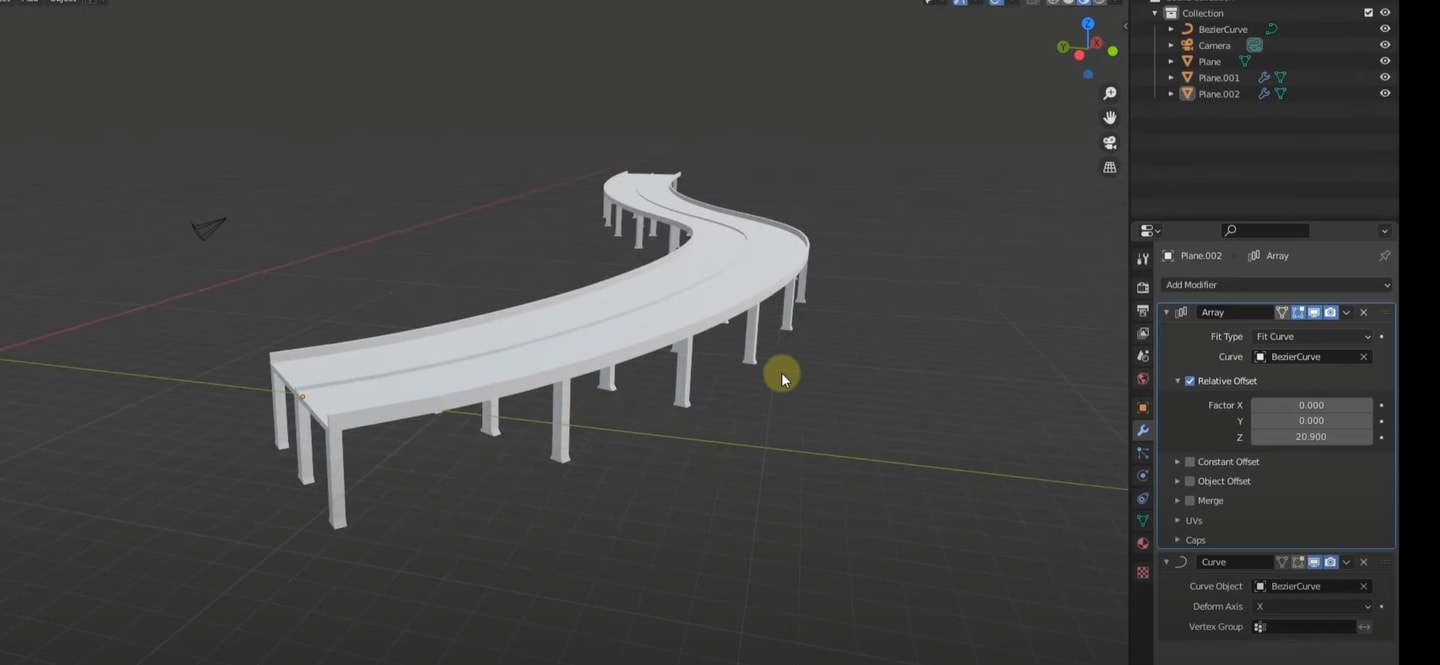 Collection
BezierCurve
Camera
Plane
Plane.001
Plane.002
Z
Y
X
Plane.002
Array
Add Modifier
Array
Fit Type
Fit Curve
Curve
BezierCurve
Relative Offset
Factor X
0.000
Y
0.000
Z
20.900
Constant Offset
Object Offset
Merge
UVs
Caps
Curve
Curve Object
BezierCurve
Deform Axis
X
Vertex Group